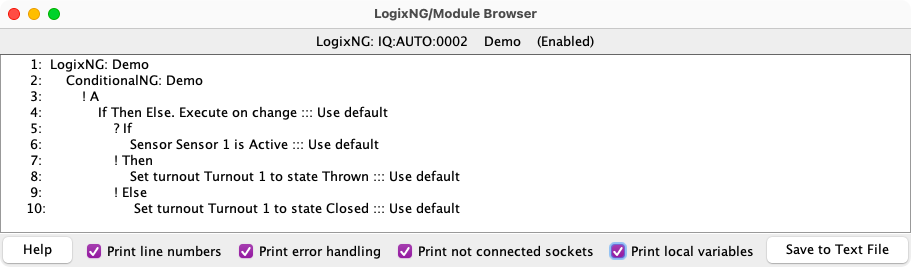 LogixNG/Module Browser
LogixNG: IQ:AUTO:0002 Demo (Enabled)
1: LogixNG: Demo
2: ConditionalNG: Demo
3: ! A
4: If Then Else. Execute on change ::: Use default
5: ? If
6: Sensor Sensor 1 is Active ::: Use default
7: ! Then
8: Set turnout Turnout 1 to state Thrown ::: Use default
9: ! Else
10: Set turnout Turnout 1 to state Closed ::: Use default
Help Print line numbers Print error handling Print not connected sockets Print local variables Save to Text File